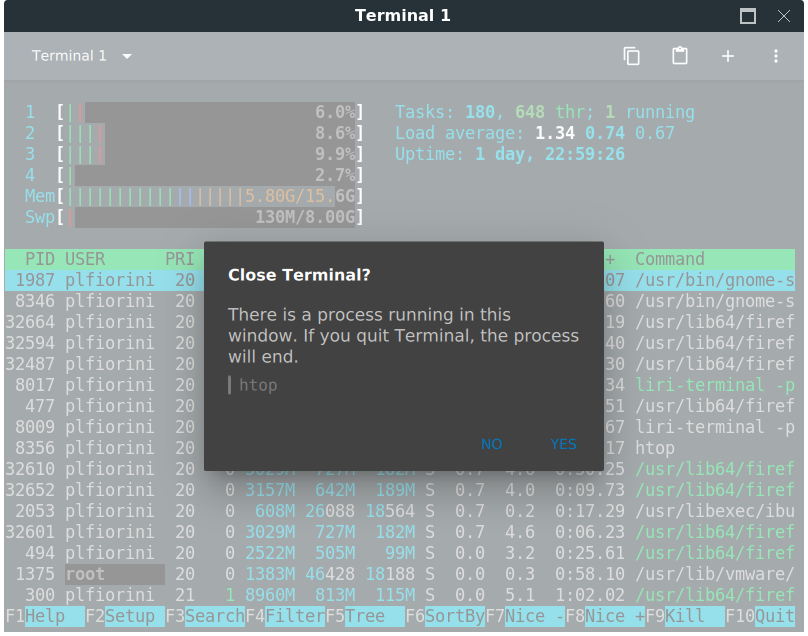 Terminal 1
Terminal 1
1 [|| 6.0%] Tasks: 180, 648 thr; 1 running
2 [|||| 8.6%] Load average: 1.34 0.74 0.67
3 [|||| 9.9%] Uptime: 1 day, 22:59:26
4 [| 2.7%]
Mem[||||||||||||||||||5.80G/15.6G]
Swp[| 130M/8.00G]
PID USER PRI + Command
1987 plfiorini 20 07 /usr/bin/gnome-s
8346 plfiorini 20 60 /usr/bin/gnome-s
32664 plfiorini 20 19 /usr/lib64/firef
32594 plfiorini 20 40 /usr/lib64/firef
32487 plfiorini 20 30 /usr/lib64/firef
8017 plfiorini 20 34 liri-terminal -p
477 plfiorini 20 51 /usr/lib64/firef
8009 plfiorini 20 67 liri-terminal -p
8356 plfiorini 20 17 htop
Close Terminal?
There is a process running in this
window. If you quit Terminal, the process
will end.
htop
NO YES
32610 plfiorini 20 0 3029M 727M 182M S 0.7 4.6 0:36.25 /usr/lib64/firef
32652 plfiorini 20 0 3157M 642M 189M S 0.7 4.0 0:09.73 /usr/lib64/firef
2053 plfiorini 20 0 608M 26088 18564 S 0.7 0.2 0:17.29 /usr/libexec/ibu
32601 plfiorini 20 0 3029M 727M 182M S 0.7 4.6 0:06.23 /usr/lib64/firef
494 plfiorini 20 0 2522M 505M 99M S 0.0 3.2 0:25.61 /usr/lib64/firef
1375 root 20 0 1383M 46428 18188 S 0.0 0.3 0:58.10 /usr/lib/vmware/
300 plfiorini 21 1 8960M 813M 115M S 0.0 5.1 1:02.02 /usr/lib64/firef
F1Help F2Setup F3SearchF4FilterF5Tree F6SortByF7Nice -F8Nice +F9Kill F10Quit